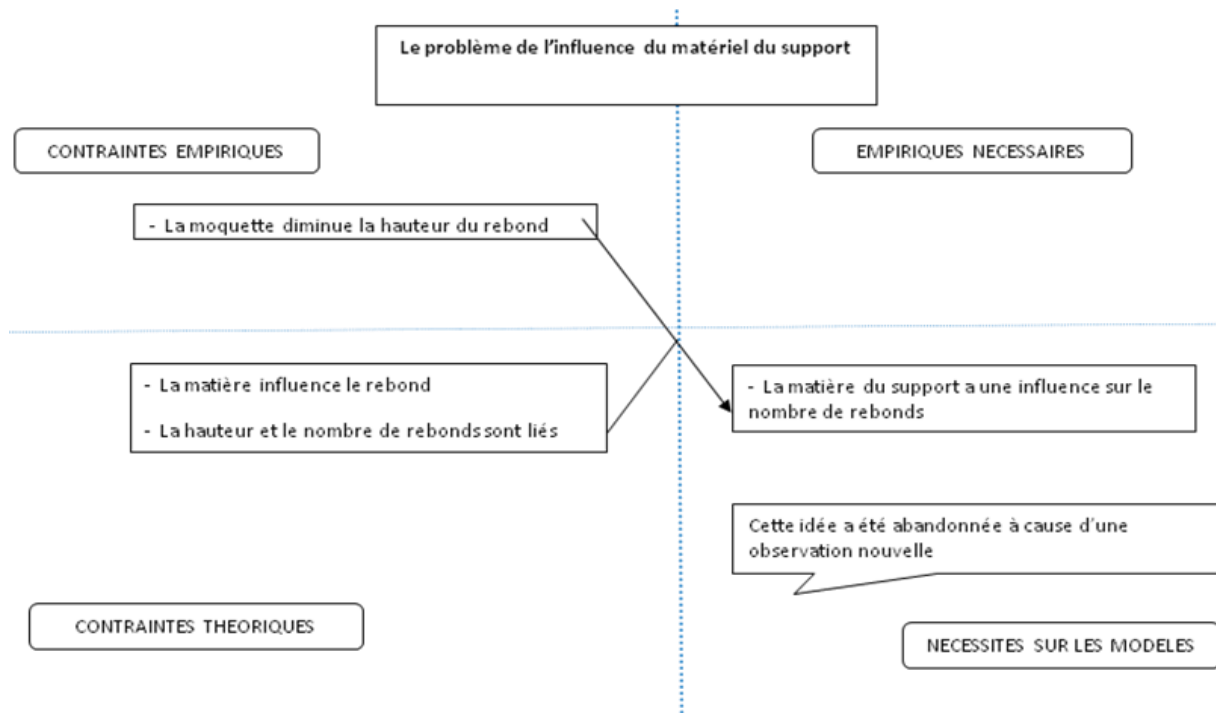 Le problème de l'influence du matériel du support
CONTRAINTES EMPIRIQUES
EMPIRIQUES NECESSAIRES
- La moquette diminue la hauteur du rebond
- La matière influence le rebond
- La hauteur et le nombre de rebonds sont liés
- La matière du support a une influence sur le
nombre de rebonds
Cette idée a été abandonnée à cause d'une
observation nouvelle
CONTRAINTES THEORIQUES
NECESSITES SUR LES MODELES